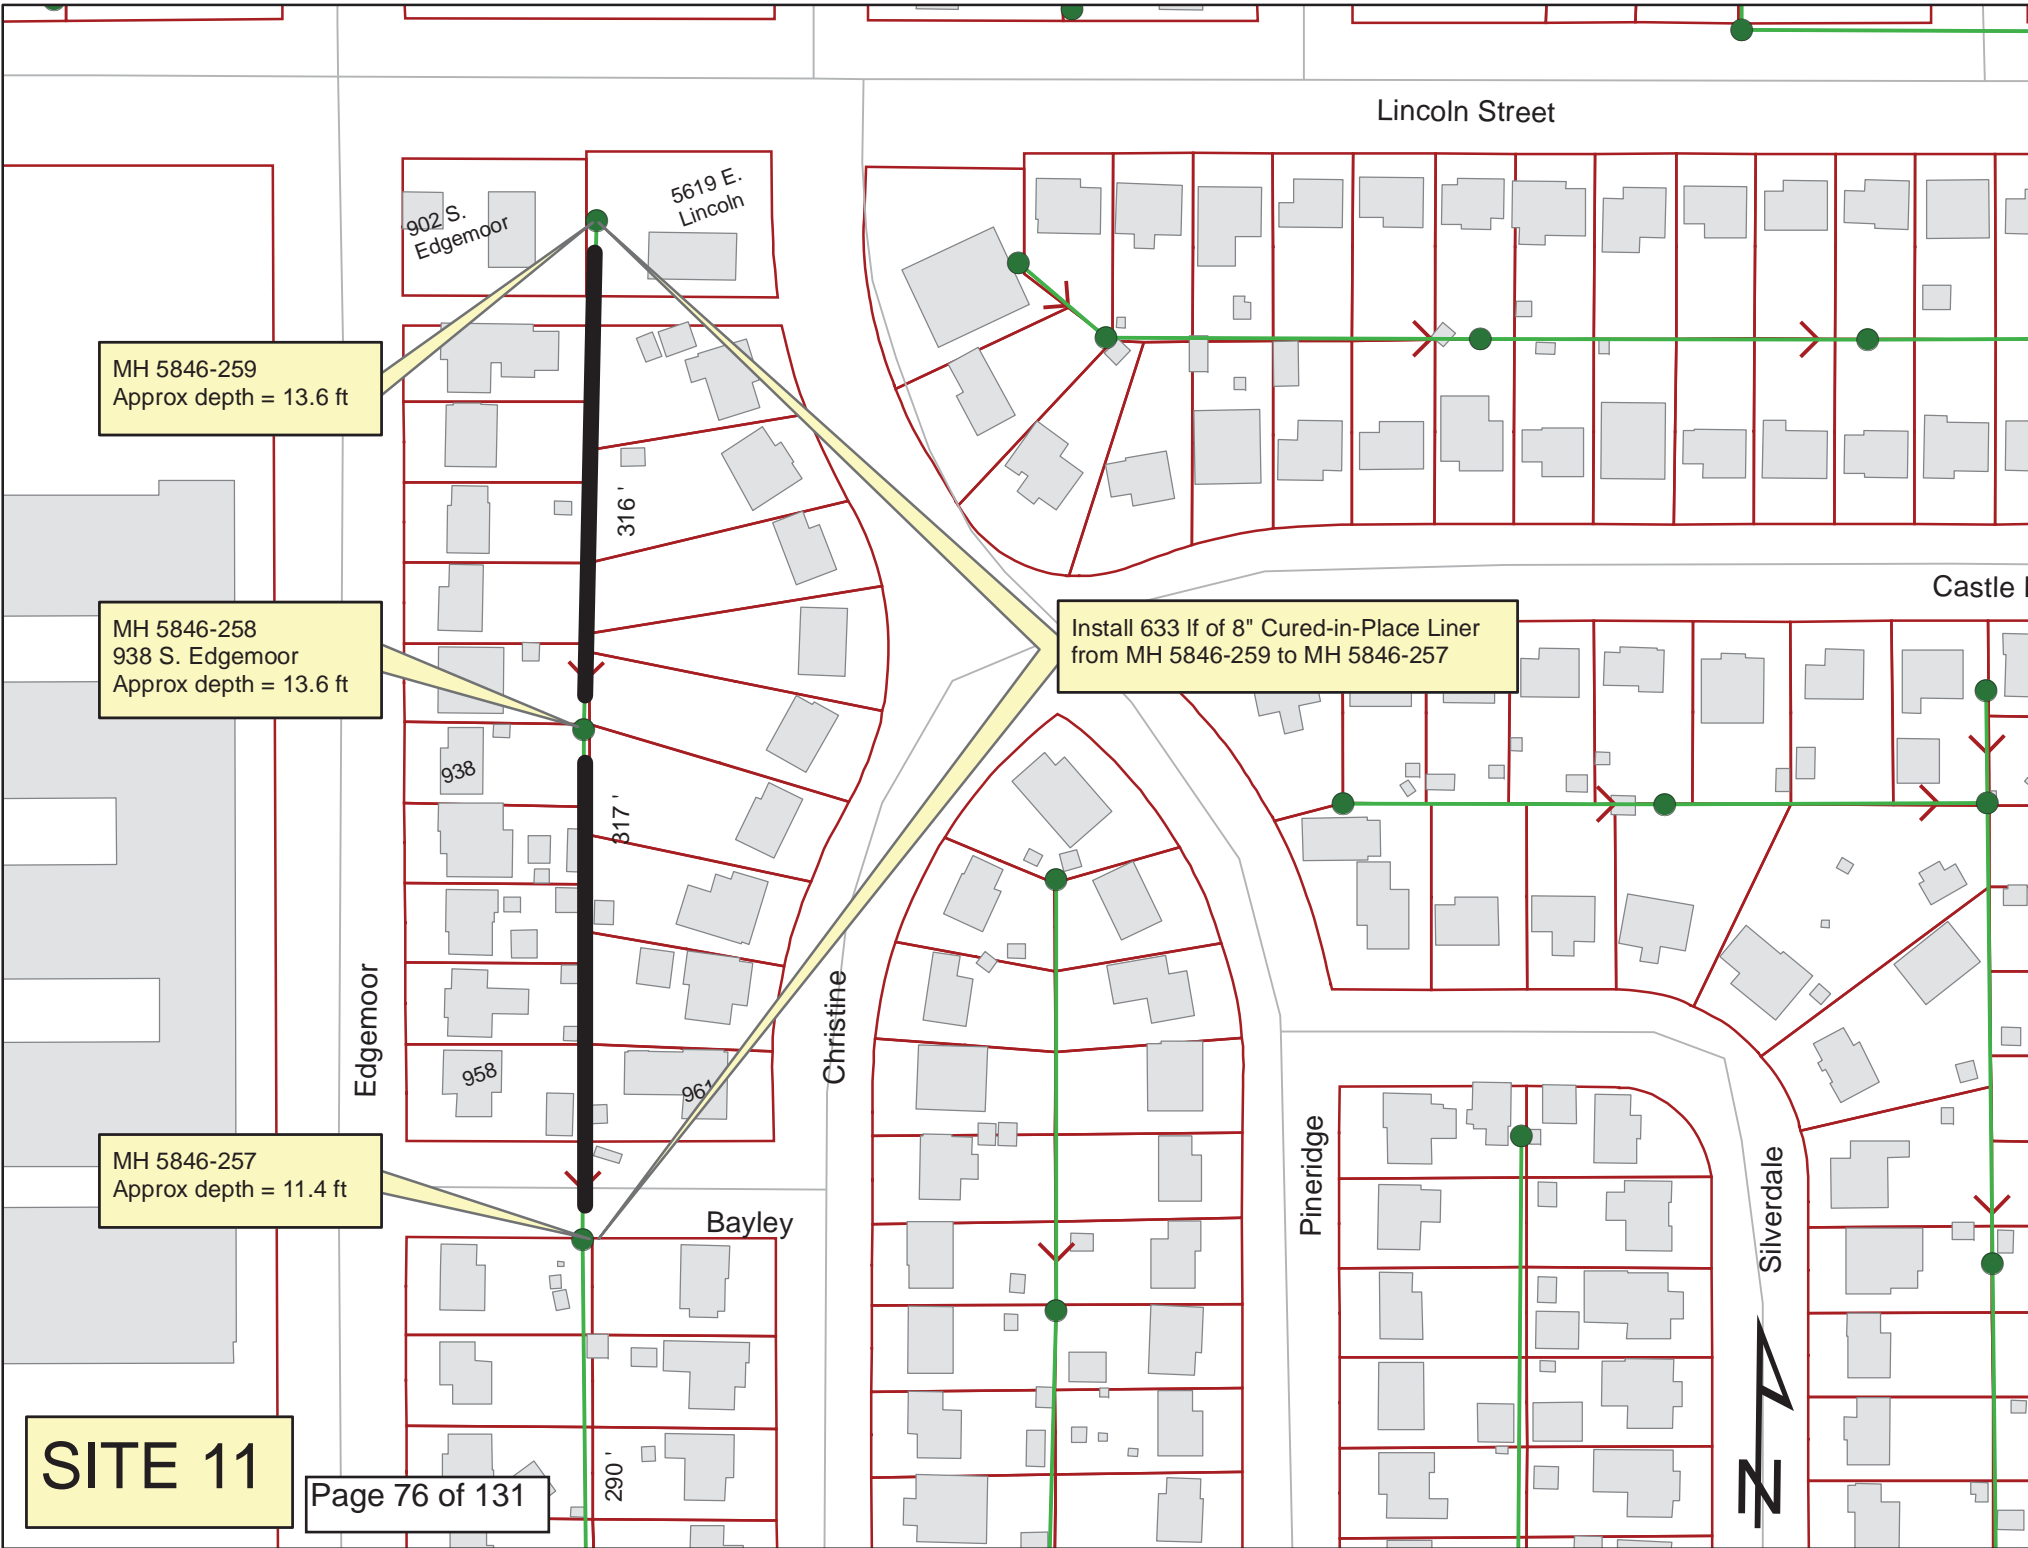 Lincoln Street
902 S.
Edgemoor
5619 E.
Lincoln
MH 5846-259
Approx depth = 13.6 ft
316 '
Castle
MH 5846-258
938 S. Edgemoor
Approx depth = 13.6 ft
Install 633 lf of 8" Cured-in-Place Liner
from MH 5846-259 to MH 5846-257
938
317 '
Edgemoor
Christine
958
961
MH 5846-257
Approx depth = 11.4 ft
Bayley
Pineridge
Silverdale
SITE 11
Page 76 of 131
290 '
N